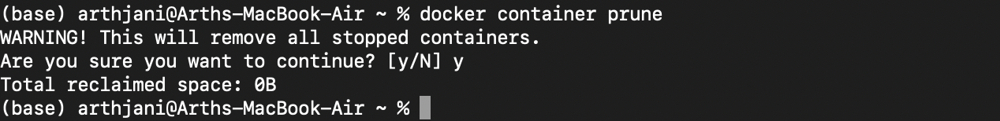 (base) arthjani@Arths-MacBook-Air ~ % docker container prune
WARNING! This will remove all stopped containers.
Are you sure you want to continue? [y/N] y
Total reclaimed space: 0B
(base) arthjani@Arths-MacBook-Air ~ %